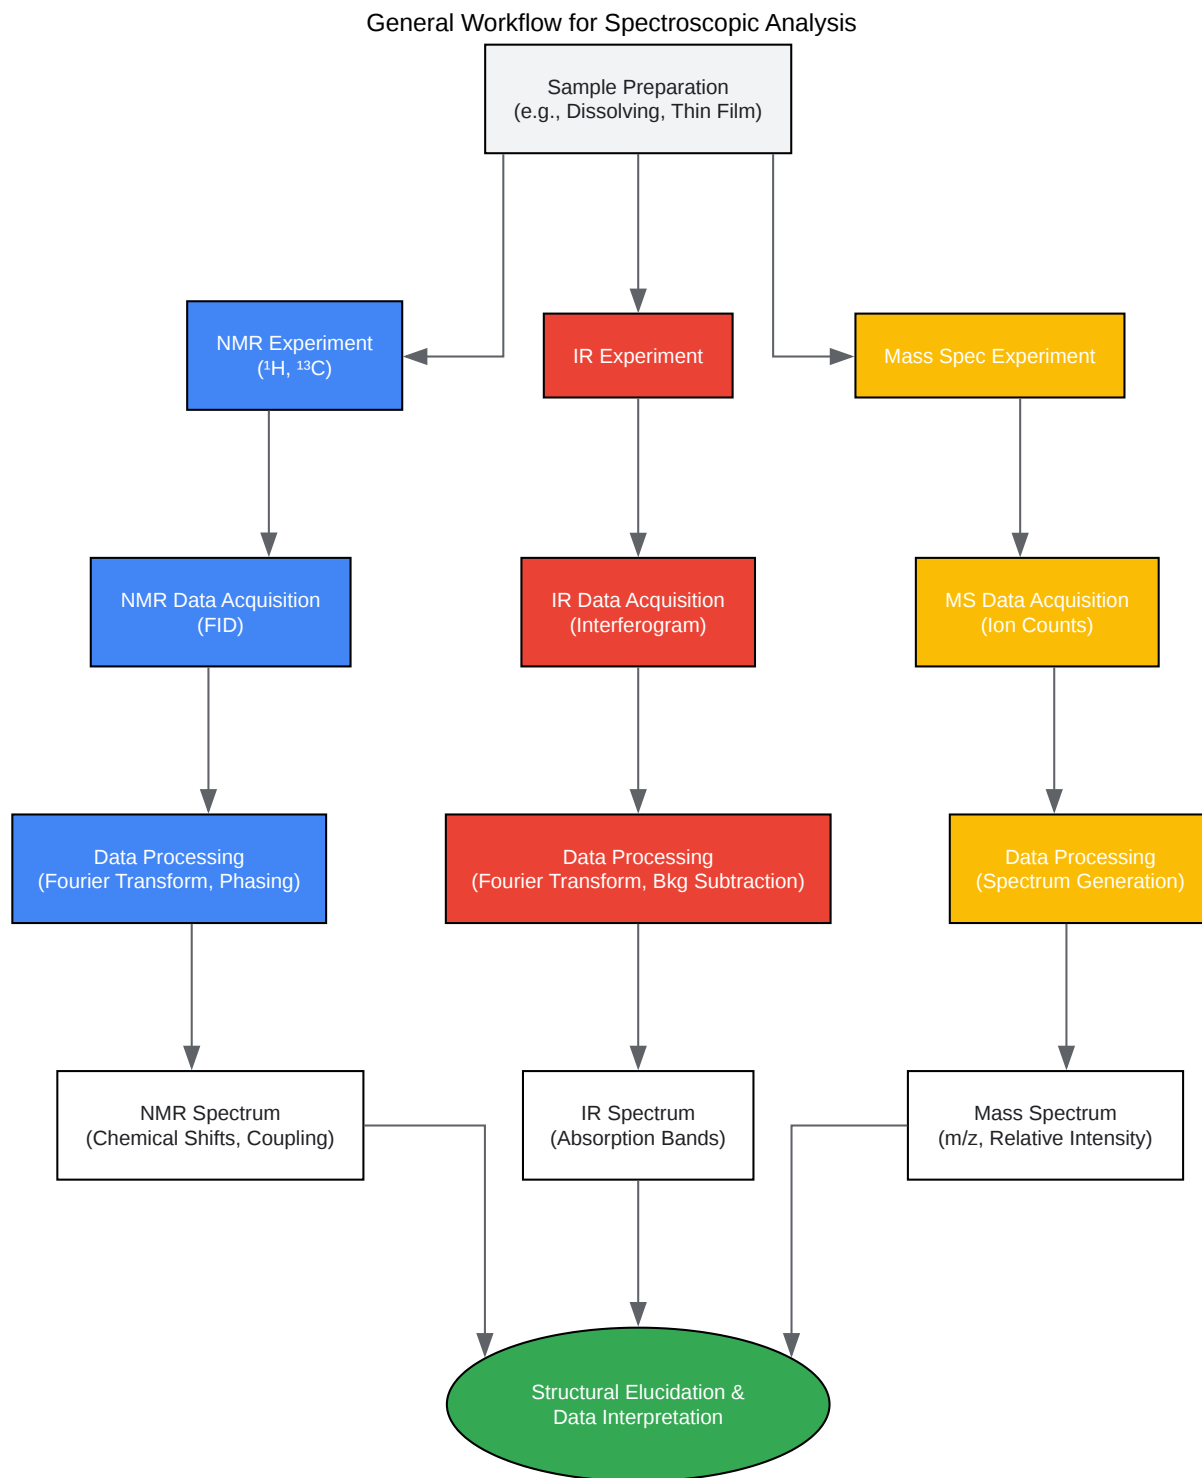 General Workflow for Spectroscopic Analysis
Sample Preparation
(e.g., Dissolving, Thin Film)
NMR Experiment
(¹H, ¹³C)
IR Experiment
Mass Spec Experiment
NMR Data Acquisition
(FID)
IR Data Acquisition
(Interferogram)
MS Data Acquisition
(Ion Counts)
Data Processing
(Fourier Transform, Phasing)
Data Processing
(Fourier Transform, Bkg Subtraction)
Data Processing
(Spectrum Generation)
NMR Spectrum
(Chemical Shifts, Coupling)
IR Spectrum
(Absorption Bands)
Mass Spectrum
(m/z, Relative Intensity)
Structural Elucidation &
Data Interpretation